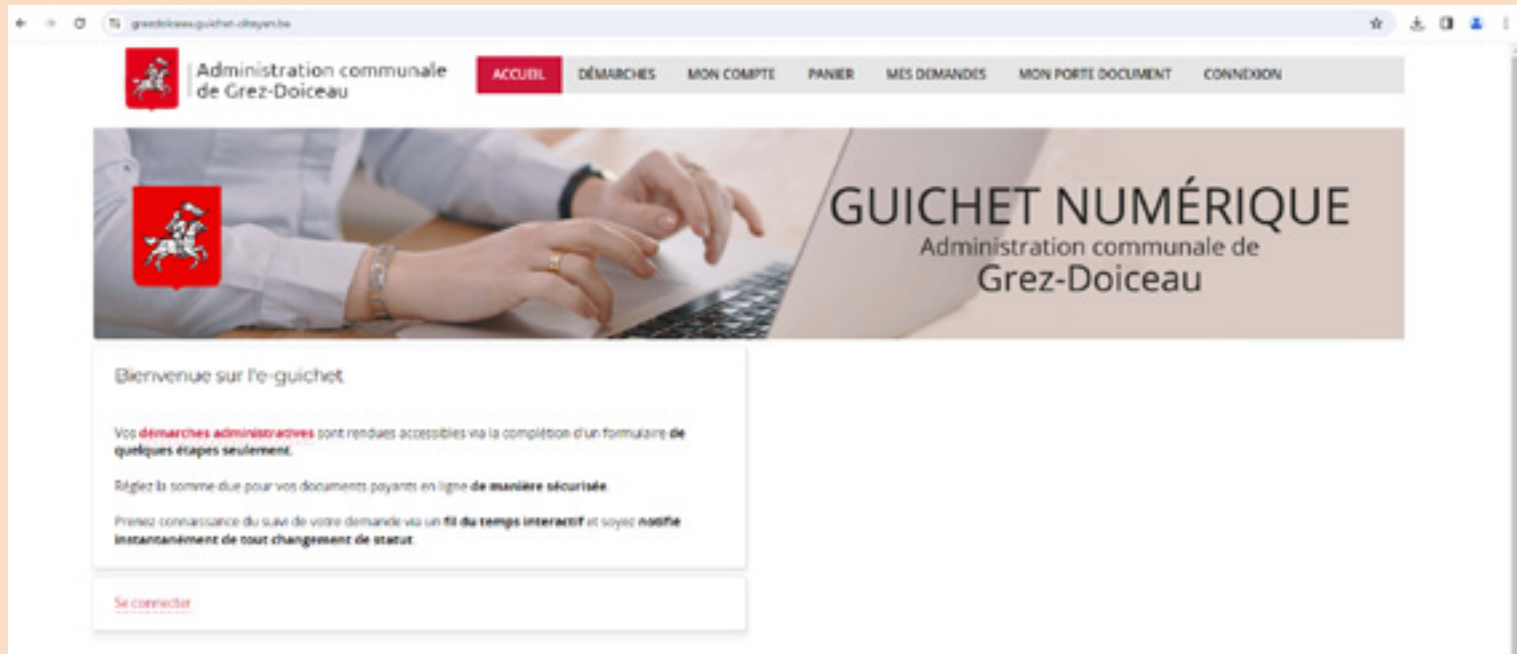 grezdoiceau.guichet-citoyen.be
Administration communale
de Grez-Doiceau
ACCUEIL DÉMARCHES MON COMPTE PANIER MES DEMANDES MON PORTE DOCUMENT CONNEXION
GUICHET NUMÉRIQUE
Administration communale de
Grez-Doiceau
Bienvenue sur l'e-guichet
Vos démarches administratives sont rendues accessibles via la complétion d'un formulaire de
quelques étapes seulement.
Réglez la somme due pour vos documents payants en ligne de manière sécurisée.
Prenez connaissance du suivi de votre demande via un fil du temps interactif et soyez notifié
instantanément de tout changement de statut.
Se connecter